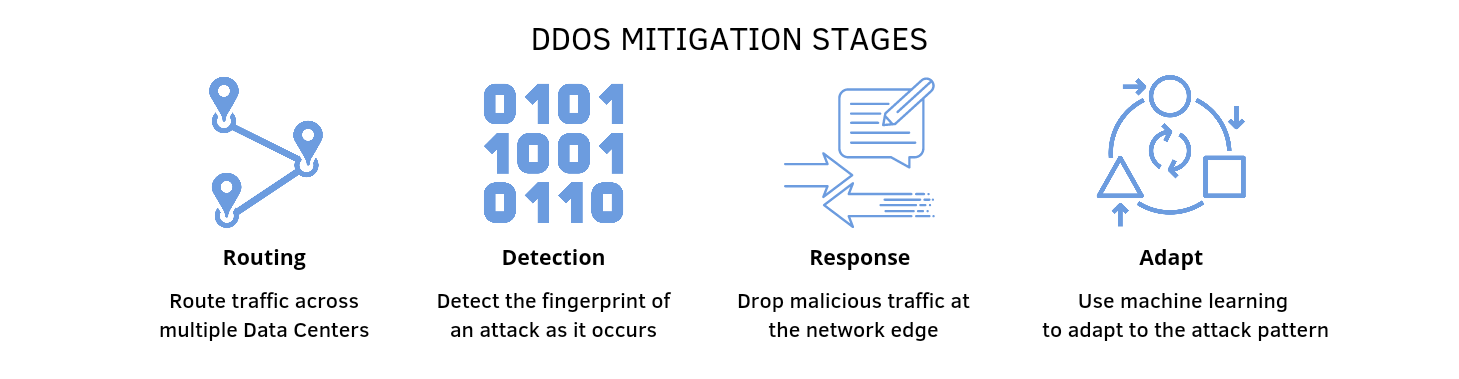 DDOS MITIGATION STAGES
0101
1001
0110
Routing
Route traffic across
multiple Data Centers
Detection
Detect the fingerprint of
an attack as it occurs
Response
Drop malicious traffic at
the network edge
Adapt
Use machine learning
to adapt to the attack pattern